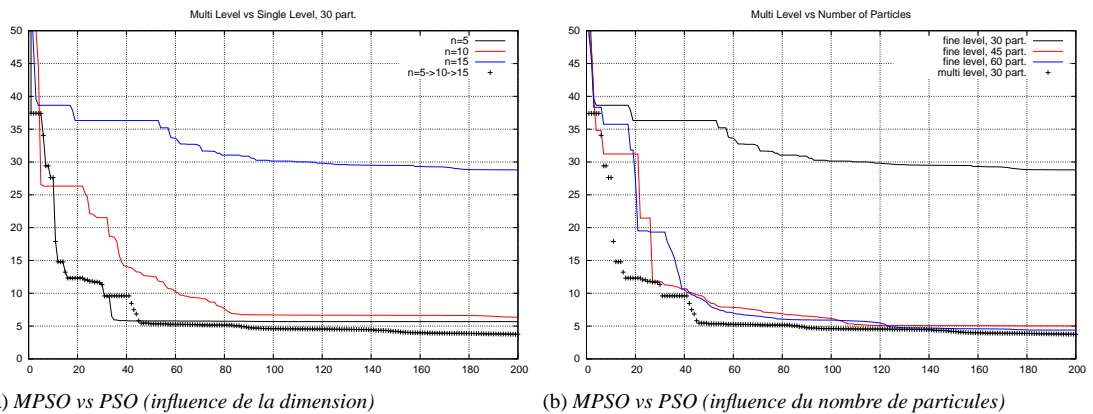 Multi Level vs Single Level, 30 part.
50
45
40
35
30
25
20
15
10
5
0
0 20 40 60 80 100 120 140 160 180 200
n=5
n=10
n=15
n=5->10->15
) MPSO vs PSO (influence de la dimension)
Multi Level vs Number of Particles
50
45
40
35
30
25
20
15
10
5
0
0 20 40 60 80 100 120 140 160 180 200
fine level, 30 part.
fine level, 45 part.
fine level, 60 part.
multi level, 30 part.
(b) MPSO vs PSO (influence du nombre de particules)